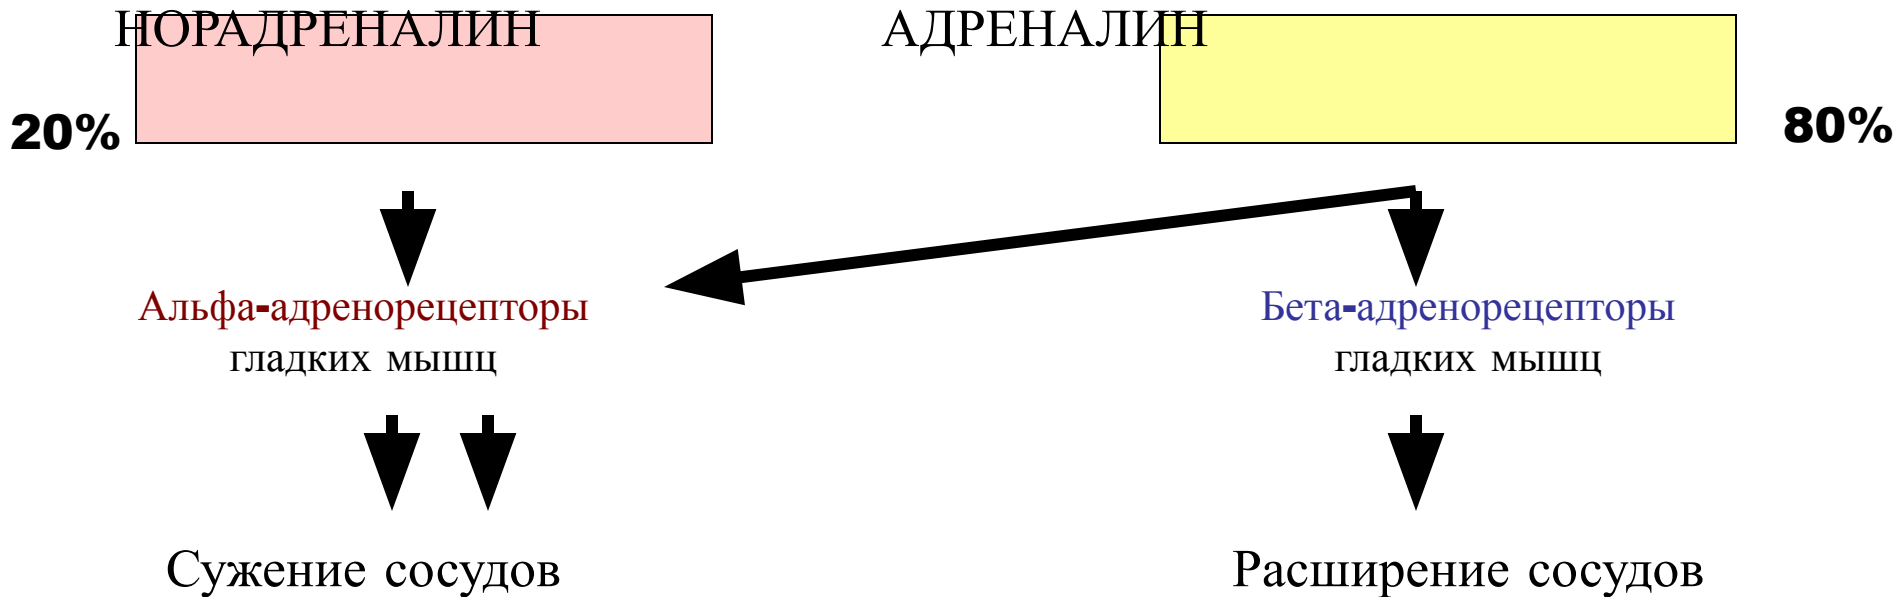 НОРАДРЕНАЛИН
АДРЕНАЛИН
20%
80%
Альфа-адренорецепторы
гладких мышц
Бета-адренорецепторы
гладких мышц
Сужение сосудов
Расширение сосудов